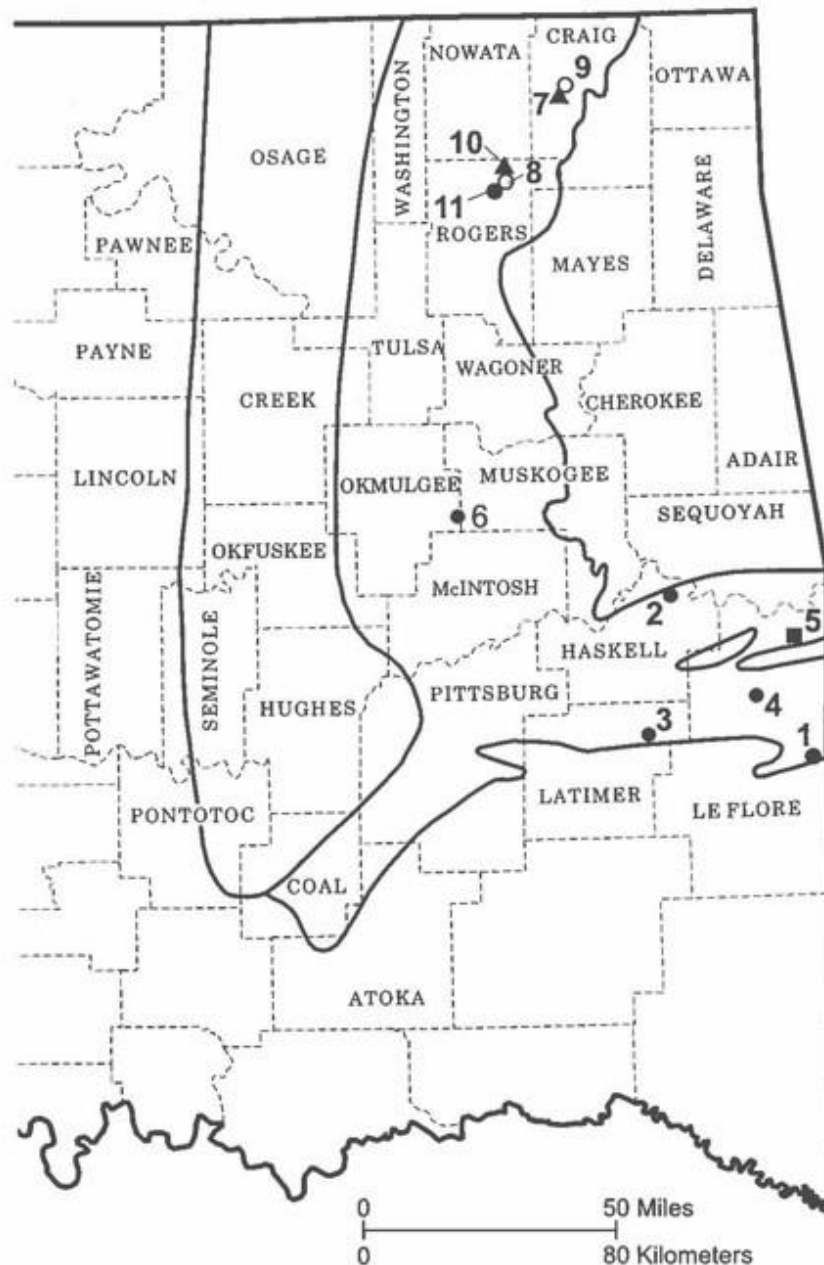 CRAIG
NOWATA
9
OTTAWA
7
WASHINGTON
10
OSAGE
8
DELAWARE
11
ROGERS
PAWNEE
MAYES
TULSA
PAYNE
WAGONER
CREEK
CHEROKEE
ADAIR
LINCOLN
OKMULGEE
MUSKOGEE
SEQUOYAH
6
OKFUSKEE
McINTOSH
2
5
POTTAWATOMIE
SEMINOLE
HASKELL
PITTSBURG
4
HUGHES
3
1
LATIMER
LE FLORE
PONTOTOC
COAL
ATOKA
0 50 Miles
0 80 Kilometers